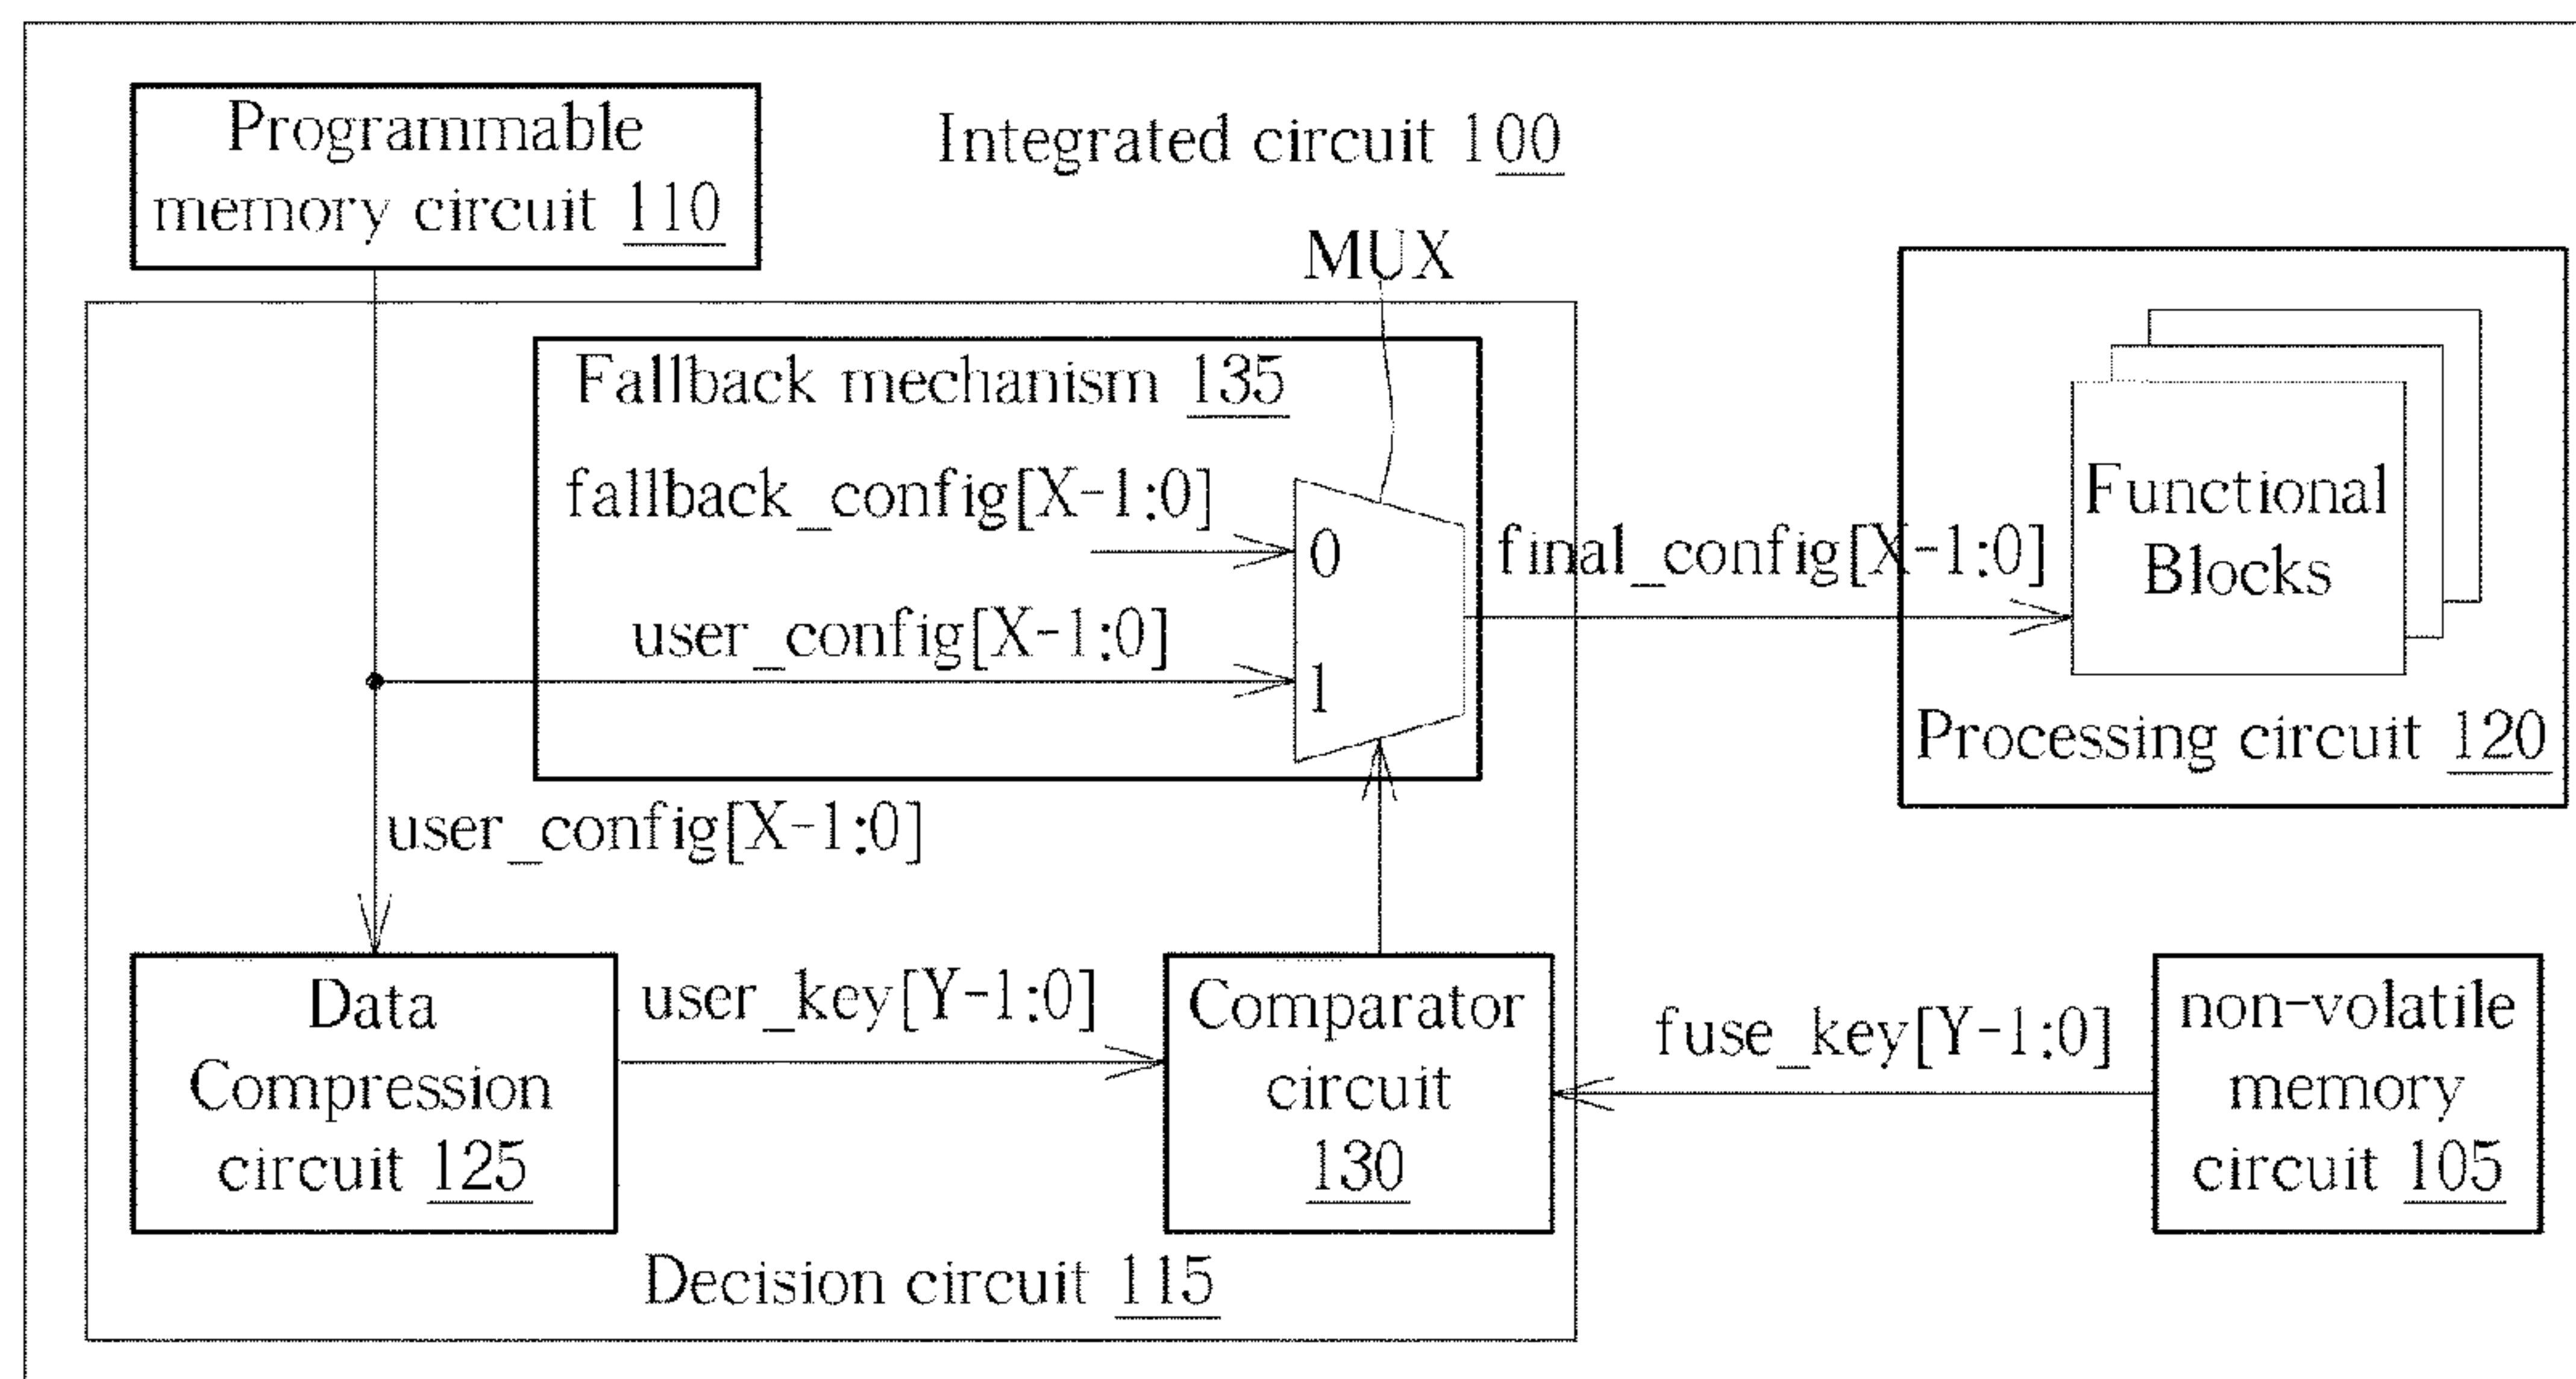 Programmable
memory circuit 110
Integrated circuit 100
MUX
Fallback mechanism 135
fallback_config[X-1:0]
0
user_config[X-1:0]
1
final_config[X-1:0]
Functional
Blocks
Processing circuit 120
user_config[X-1:0]
Data
Compression
circuit 125
user_key[Y-1:0]
Comparator
circuit
130
fuse_key[Y-1:0]
non-volatile
memory
circuit 105
Decision circuit 115